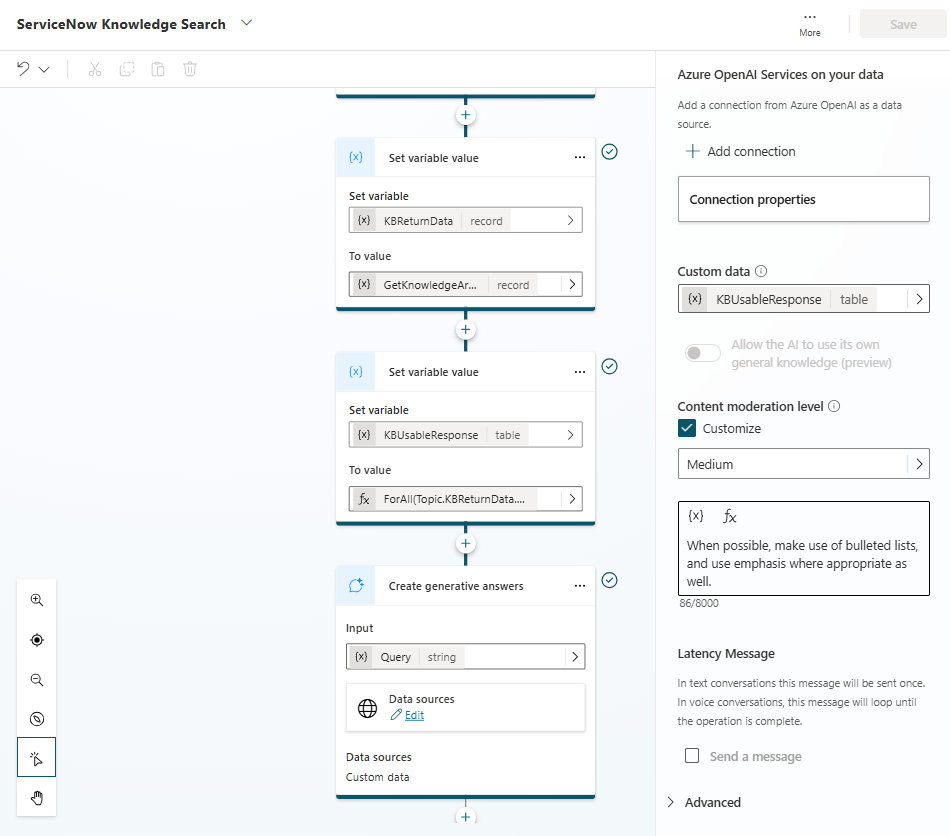 ServiceNow Knowledge Search
More
Save
Set variable value
Set variable
{x} KBReturnData record
To value
{x} GetKnowledgeAr... record
Set variable value
Set variable
{x} KBUsableResponse table
To value
fx ForAll(Topic.KBReturnData....
Create generative answers
Input
{x} Query string
Data sources
Edit
Data sources
Custom data
Azure OpenAI Services on your data
Add a connection from Azure OpenAI as a data
source.
Add connection
Connection properties
Custom data
{x} KBUsableResponse table
Allow the AI to use its own
general knowledge (preview)
Content moderation level
Customize
Medium
{x} fx
When possible, make use of bulleted lists,
and use emphasis where appropriate as
well.
86/8000
Latency Message
In text conversations this message will be sent once.
In voice conversations, this message will loop until
the operation is complete.
Send a message
Advanced